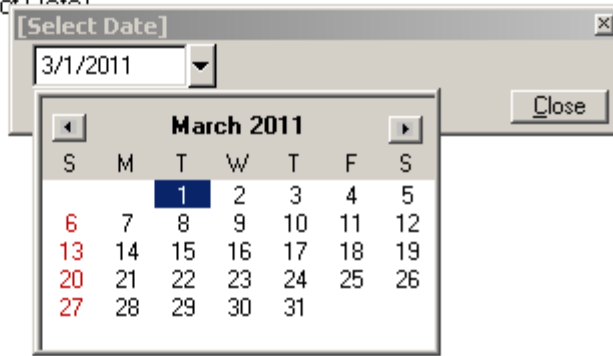 [Select Date]
3/1/2011
Close
March 2011
S M T W T F S
1 2 3 4 5
6 7 8 9 10 11 12
13 14 15 16 17 18 19
20 21 22 23 24 25 26
27 28 29 30 31